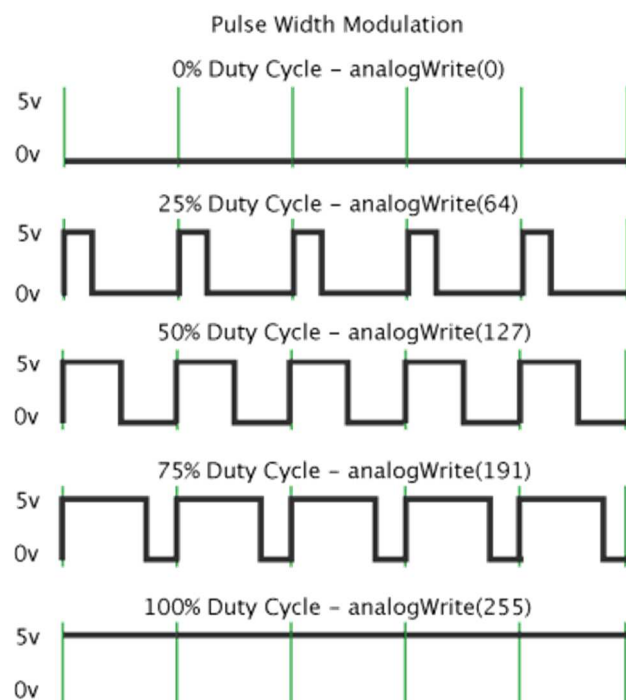 Pulse Width Modulation
0% Duty Cycle – analogWrite(0)
5v
0v
25% Duty Cycle – analogWrite(64)
5v
0v
50% Duty Cycle – analogWrite(127)
5v
0v
75% Duty Cycle – analogWrite(191)
5v
0v
100% Duty Cycle – analogWrite(255)
5v
0v